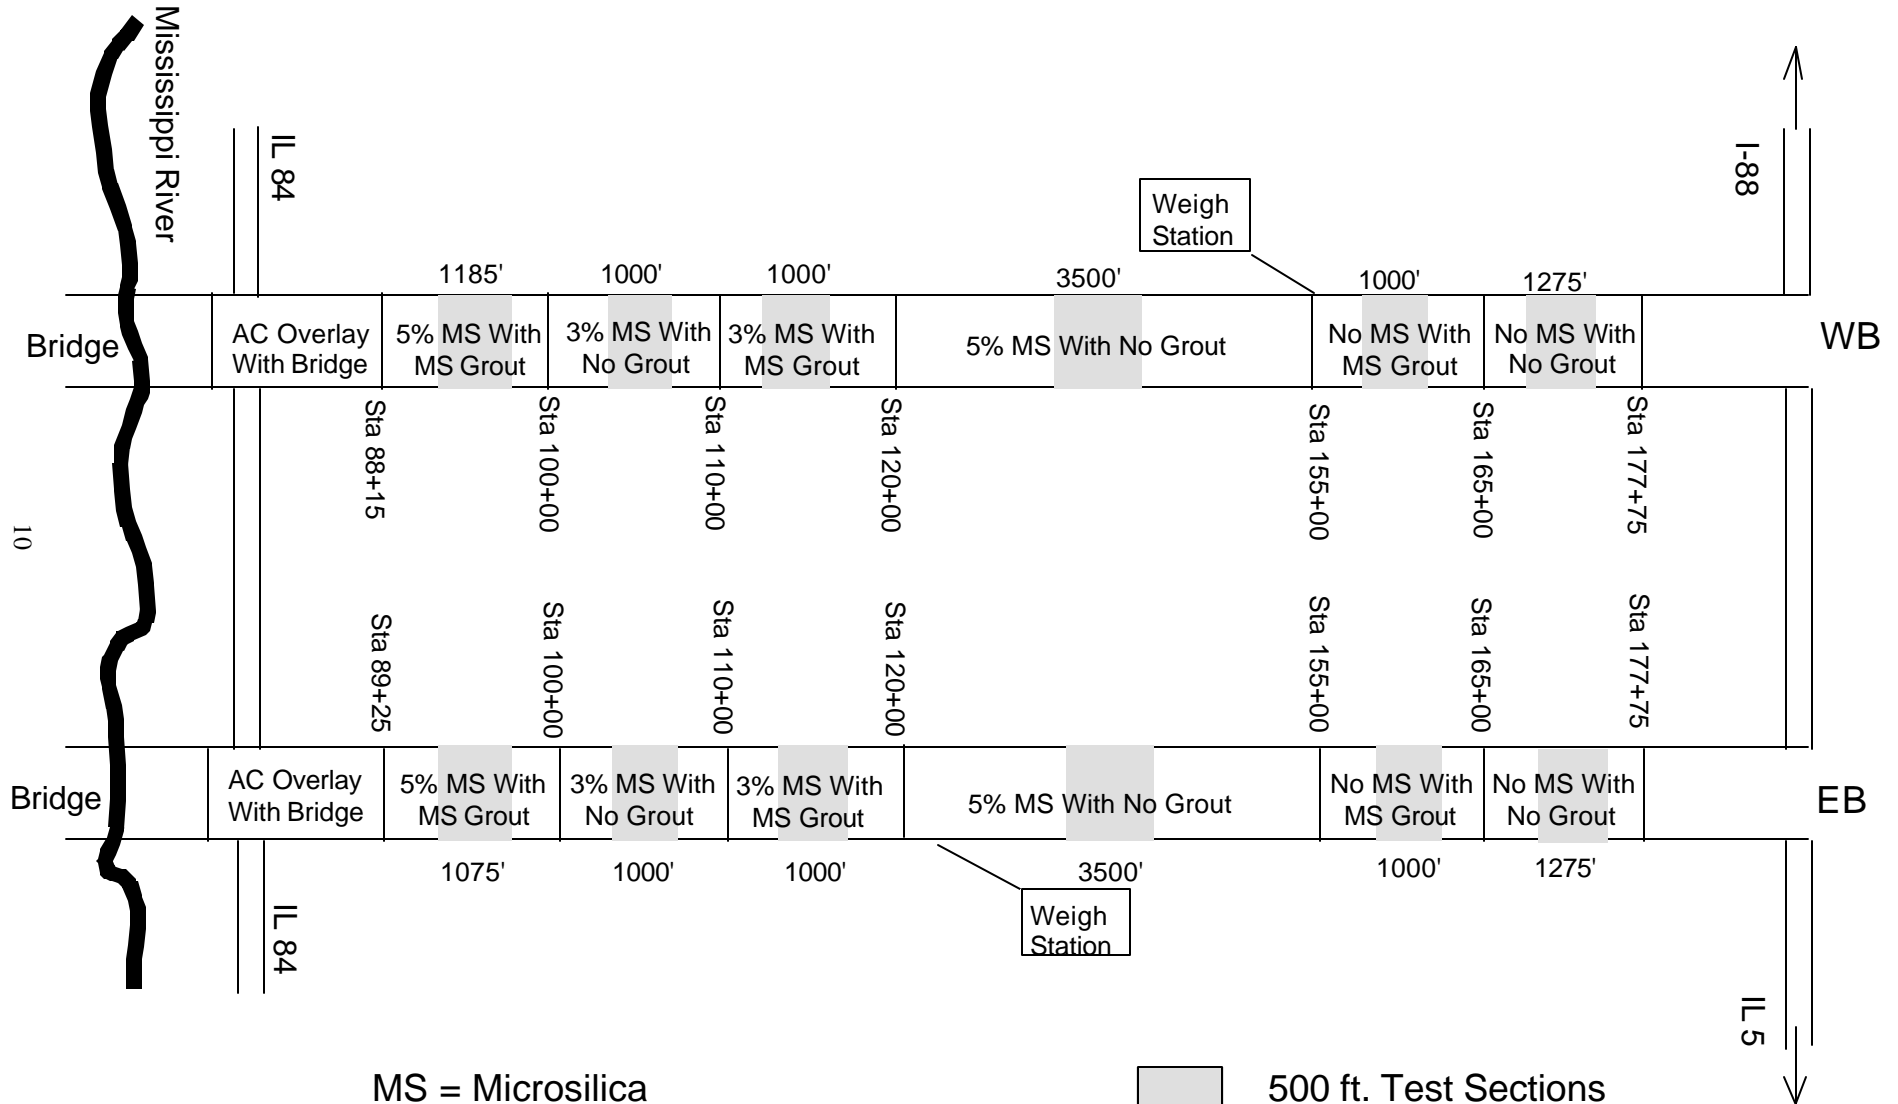 Mississippi River
IL 84
I-88
Weigh
Station
1185'
1000'
1000'
3500'
1000'
1275'
Bridge
AC Overlay
With Bridge
5% MS With
MS Grout
3% MS With
No Grout
3% MS With
MS Grout
5% MS With No Grout
No MS With
MS Grout
No MS With
No Grout
WB
Sta 88+15
Sta 100+00
Sta 110+00
Sta 120+00
Sta 155+00
Sta 165+00
Sta 177+75
10
Sta 89+25
Sta 100+00
Sta 110+00
Sta 120+00
Sta 155+00
Sta 165+00
Sta 177+75
Bridge
AC Overlay
With Bridge
5% MS With
MS Grout
3% MS With
No Grout
3% MS With
MS Grout
5% MS With No Grout
No MS With
MS Grout
No MS With
No Grout
EB
1075'
1000'
1000'
3500'
1000'
1275'
Weigh
Station
IL 84
IL 5
MS = Microsilica
500 ft. Test Sections